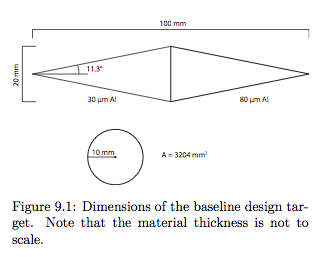 100 mm
20 mm
11.3°
30 µm Al
80 µm Al
10 mm
A = 3204 mm²
Figure 9.1: Dimensions of the baseline design tar-
get. Note that the material thickness is not to
scale.